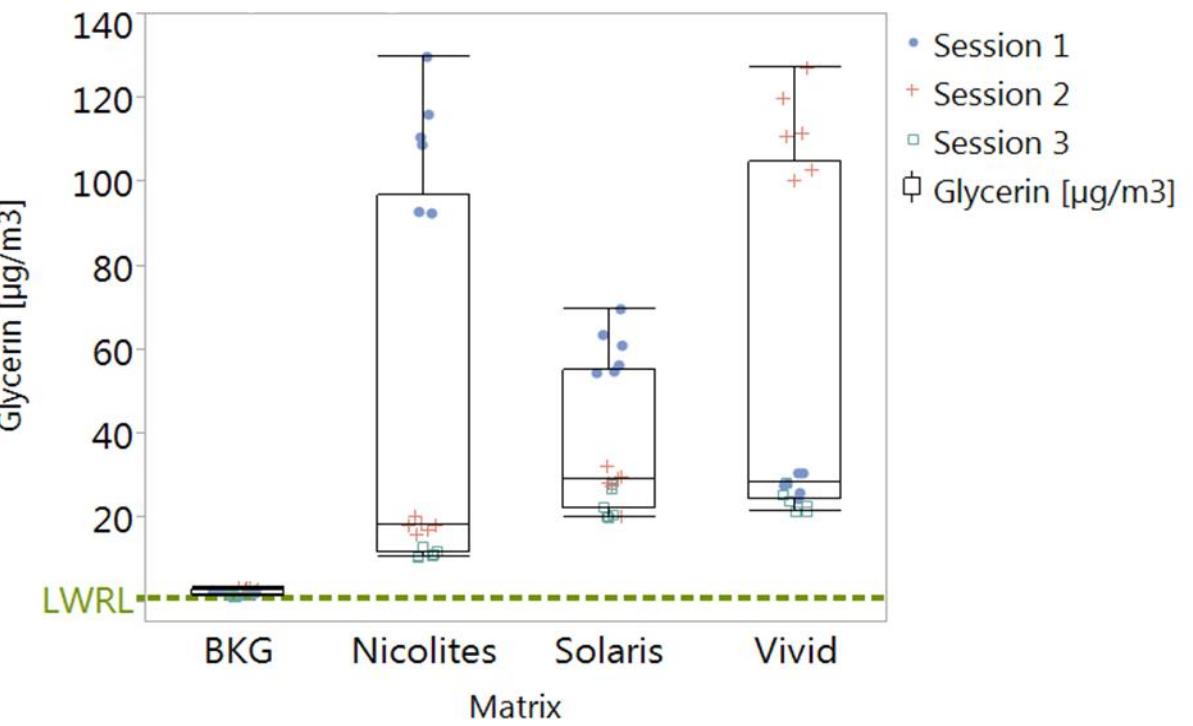 140
120
100
80
60
40
20
LWRL
Glycerin [µg/m3]
BKG
Nicolites
Solaris
Vivid
Matrix
Session 1
Session 2
Session 3
Glycerin [µg/m3]